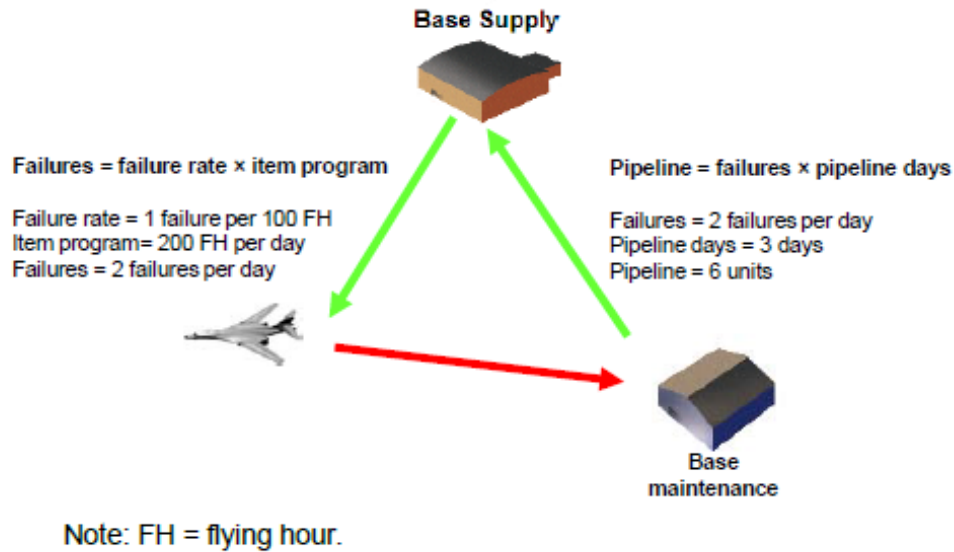 Base Supply
Failures = failure rate × item program
Failure rate = 1 failure per 100 FH
Item program= 200 FH per day
Failures = 2 failures per day
Pipeline = failures × pipeline days
Failures = 2 failures per day
Pipeline days = 3 days
Pipeline = 6 units
Base
maintenance
Note: FH = flying hour.